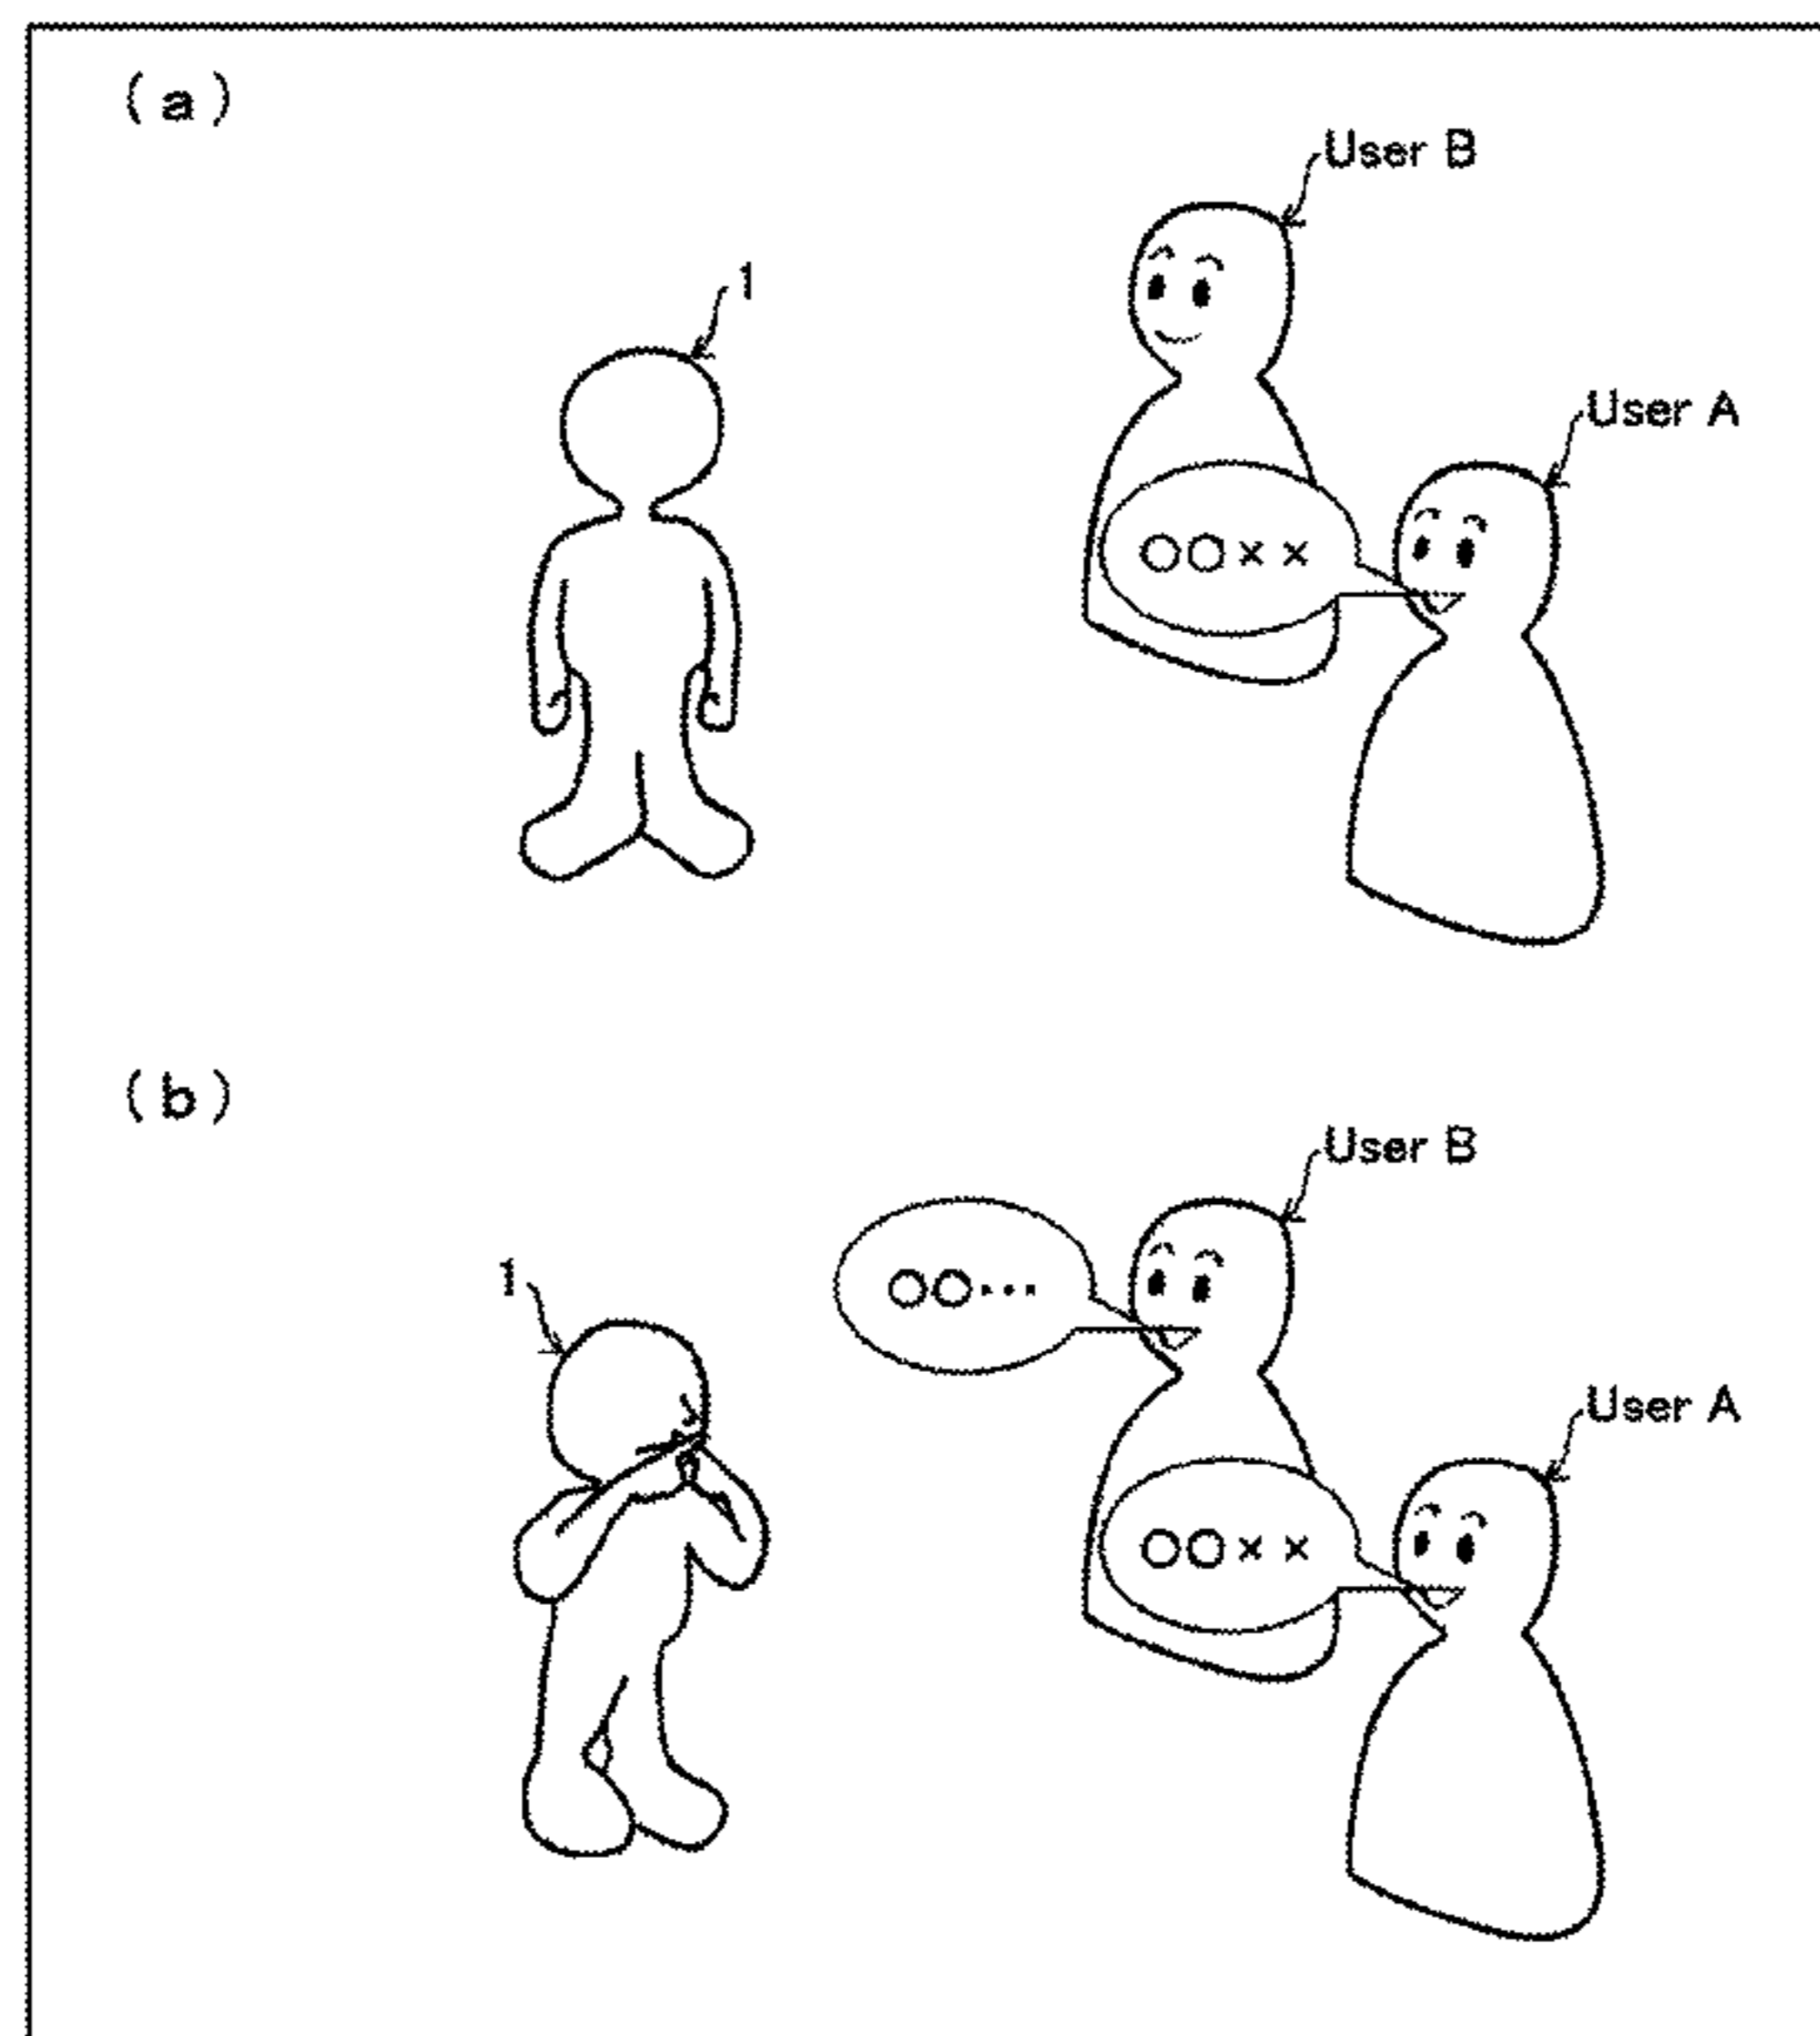 (a)
User B
1
User A
○○××
(b)
User B
○○···
1
User A
○○××